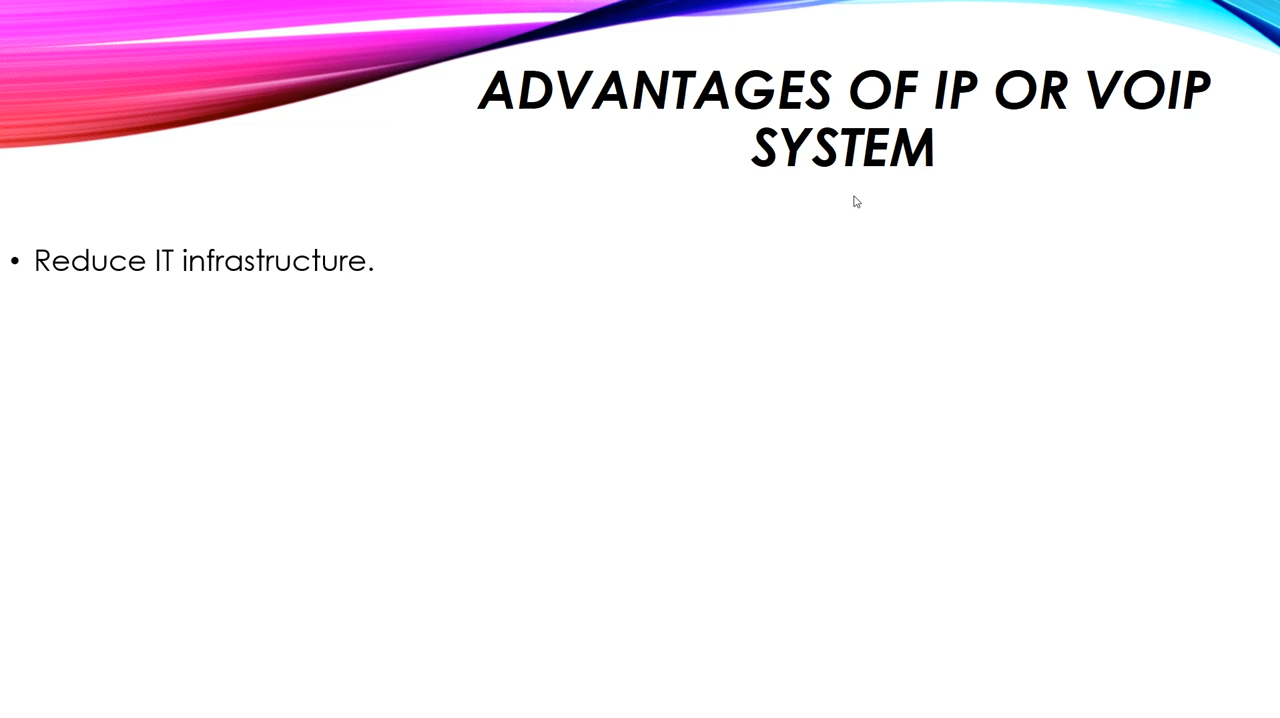 ADVANTAGES OF IP OR VOIP
SYSTEM
• Reduce IT infrastructure.